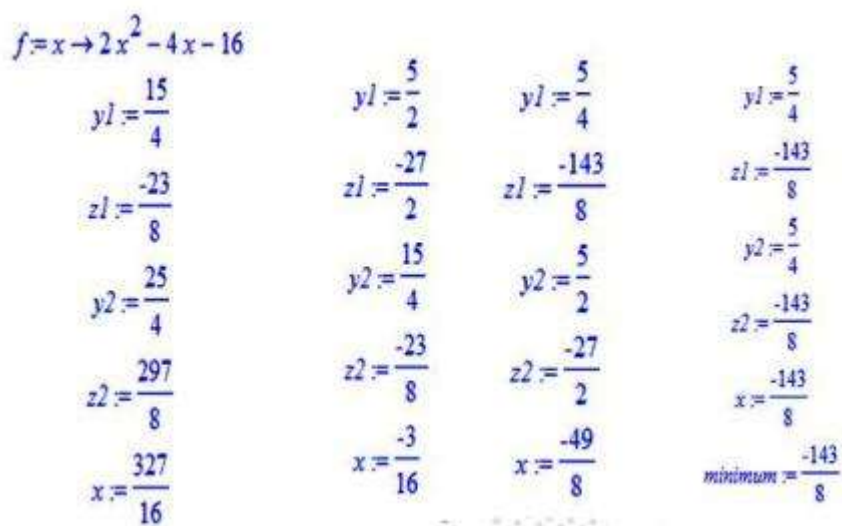 f:=x→2x²−4x−16
y1 := 15/4
z1 := -23/8
y2 := 25/4
z2 := 297/8
x := 327/16
y1 := 5/2
z1 := -27/2
y2 := 15/4
z2 := -23/8
x := -3/16
y1 := 5/4
z1 := -143/8
y2 := 5/2
z2 := -27/2
x := -49/8
y1 := 5/4
z1 := -143/8
y2 := 5/4
z2 := -143/8
x := -143/8
minimum := -143/8